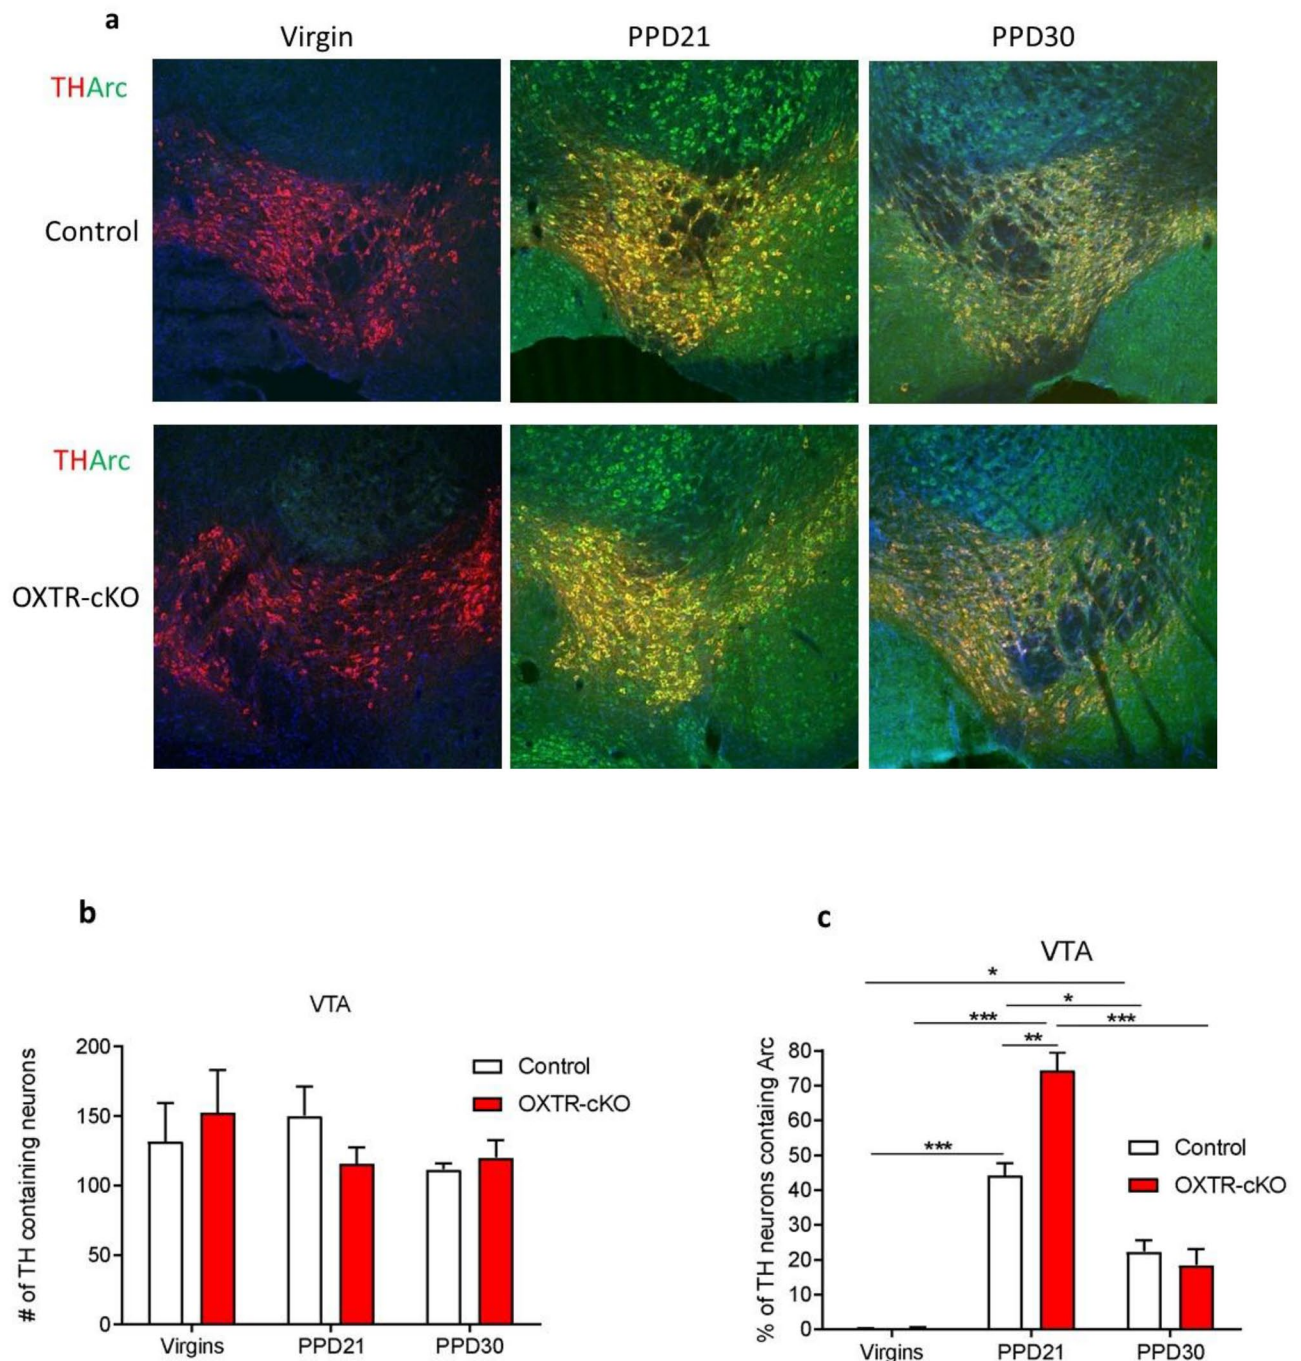 a
Virgin PPD21 PPD30
THArc
Control
THArc
OXTR-cKO
b
VTA
# of TH containing neurons
200
150
100
50
0
Control
OXTR-cKO
Virgins PPD21 PPD30
c
VTA
*
*
*** ***
**
***
% of TH neurons containg Arc
80
70
60
50
40
30
20
10
0
Control
OXTR-cKO
Virgins PPD21 PPD30